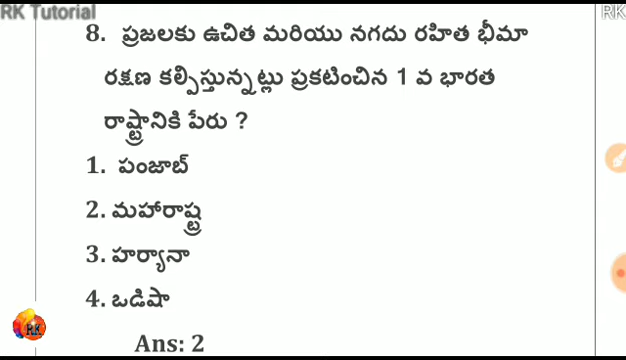 RK Tutorial
RK
8. ప్రజలకు ఉచిత మరియు నగదు రహిత భీమా
రక్షణ కల్పిస్తున్నట్లు ప్రకటించిన 1 వ భారత
రాష్ట్రానికి పేరు ?
1. పంజాబ్
2. మహారాష్ట్ర
3. హర్యానా
4. ఒడిషా
RK
Ans: 2